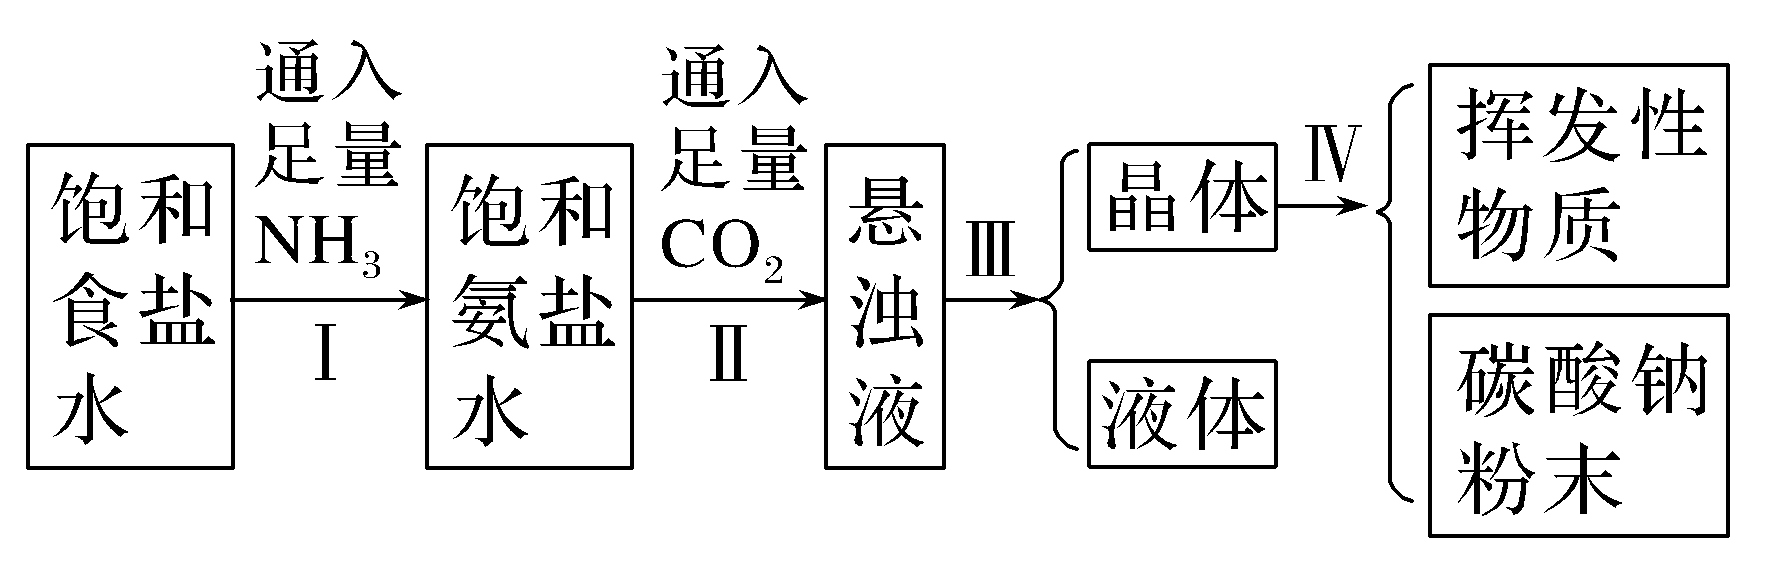 饱和
食盐
水
通入
足量
NH₃
Ⅰ
饱和
氨盐
水
通入
足量
CO₂
Ⅱ
悬
浊
液
Ⅲ
晶体
液体
Ⅳ
挥发性
物质
碳酸钠
粉末